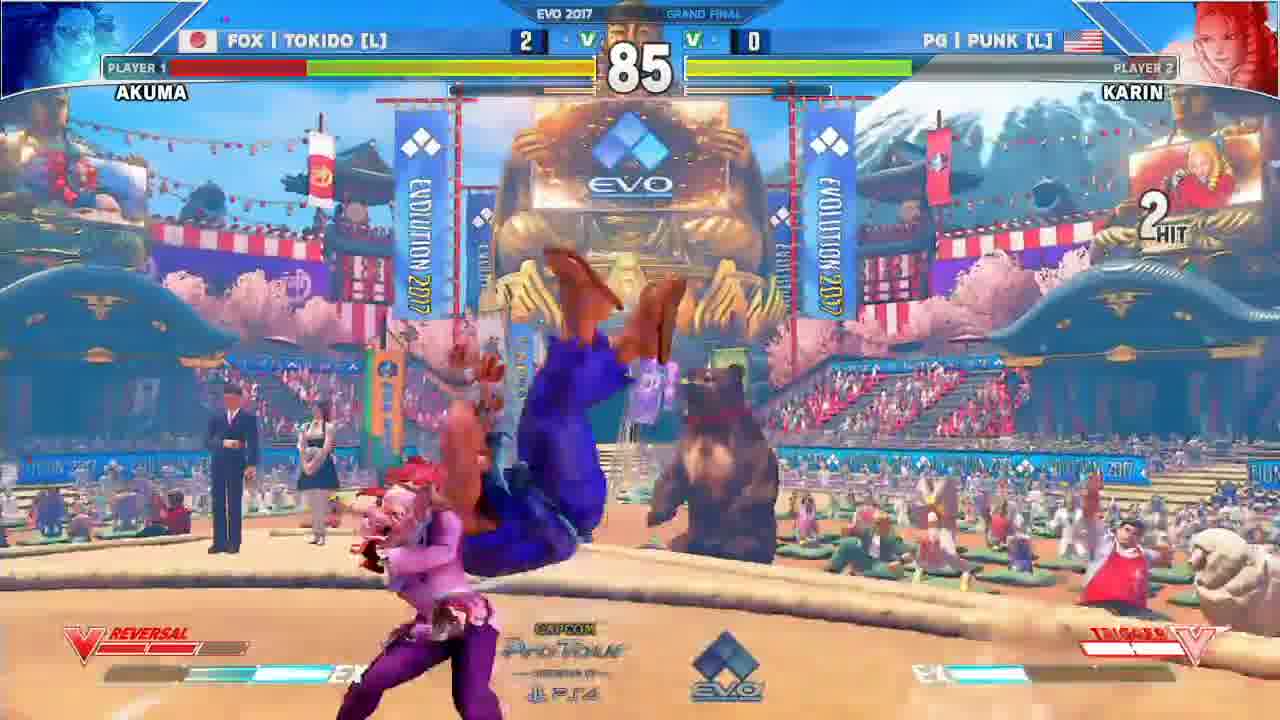 EVO 2017 GRAND FINAL
FOX | TOKIDO [L] 2 V 85 V 0 PG | PUNK [L]
PLAYER 1 PLAYER 2
AKUMA KARIN
EVO
EVOLUTION 2017
EVOLUTION 2017
2 HIT
REVERSAL
TRIGGER
EX
EX
CAPCOM
Pro Tour
PS4
EVO